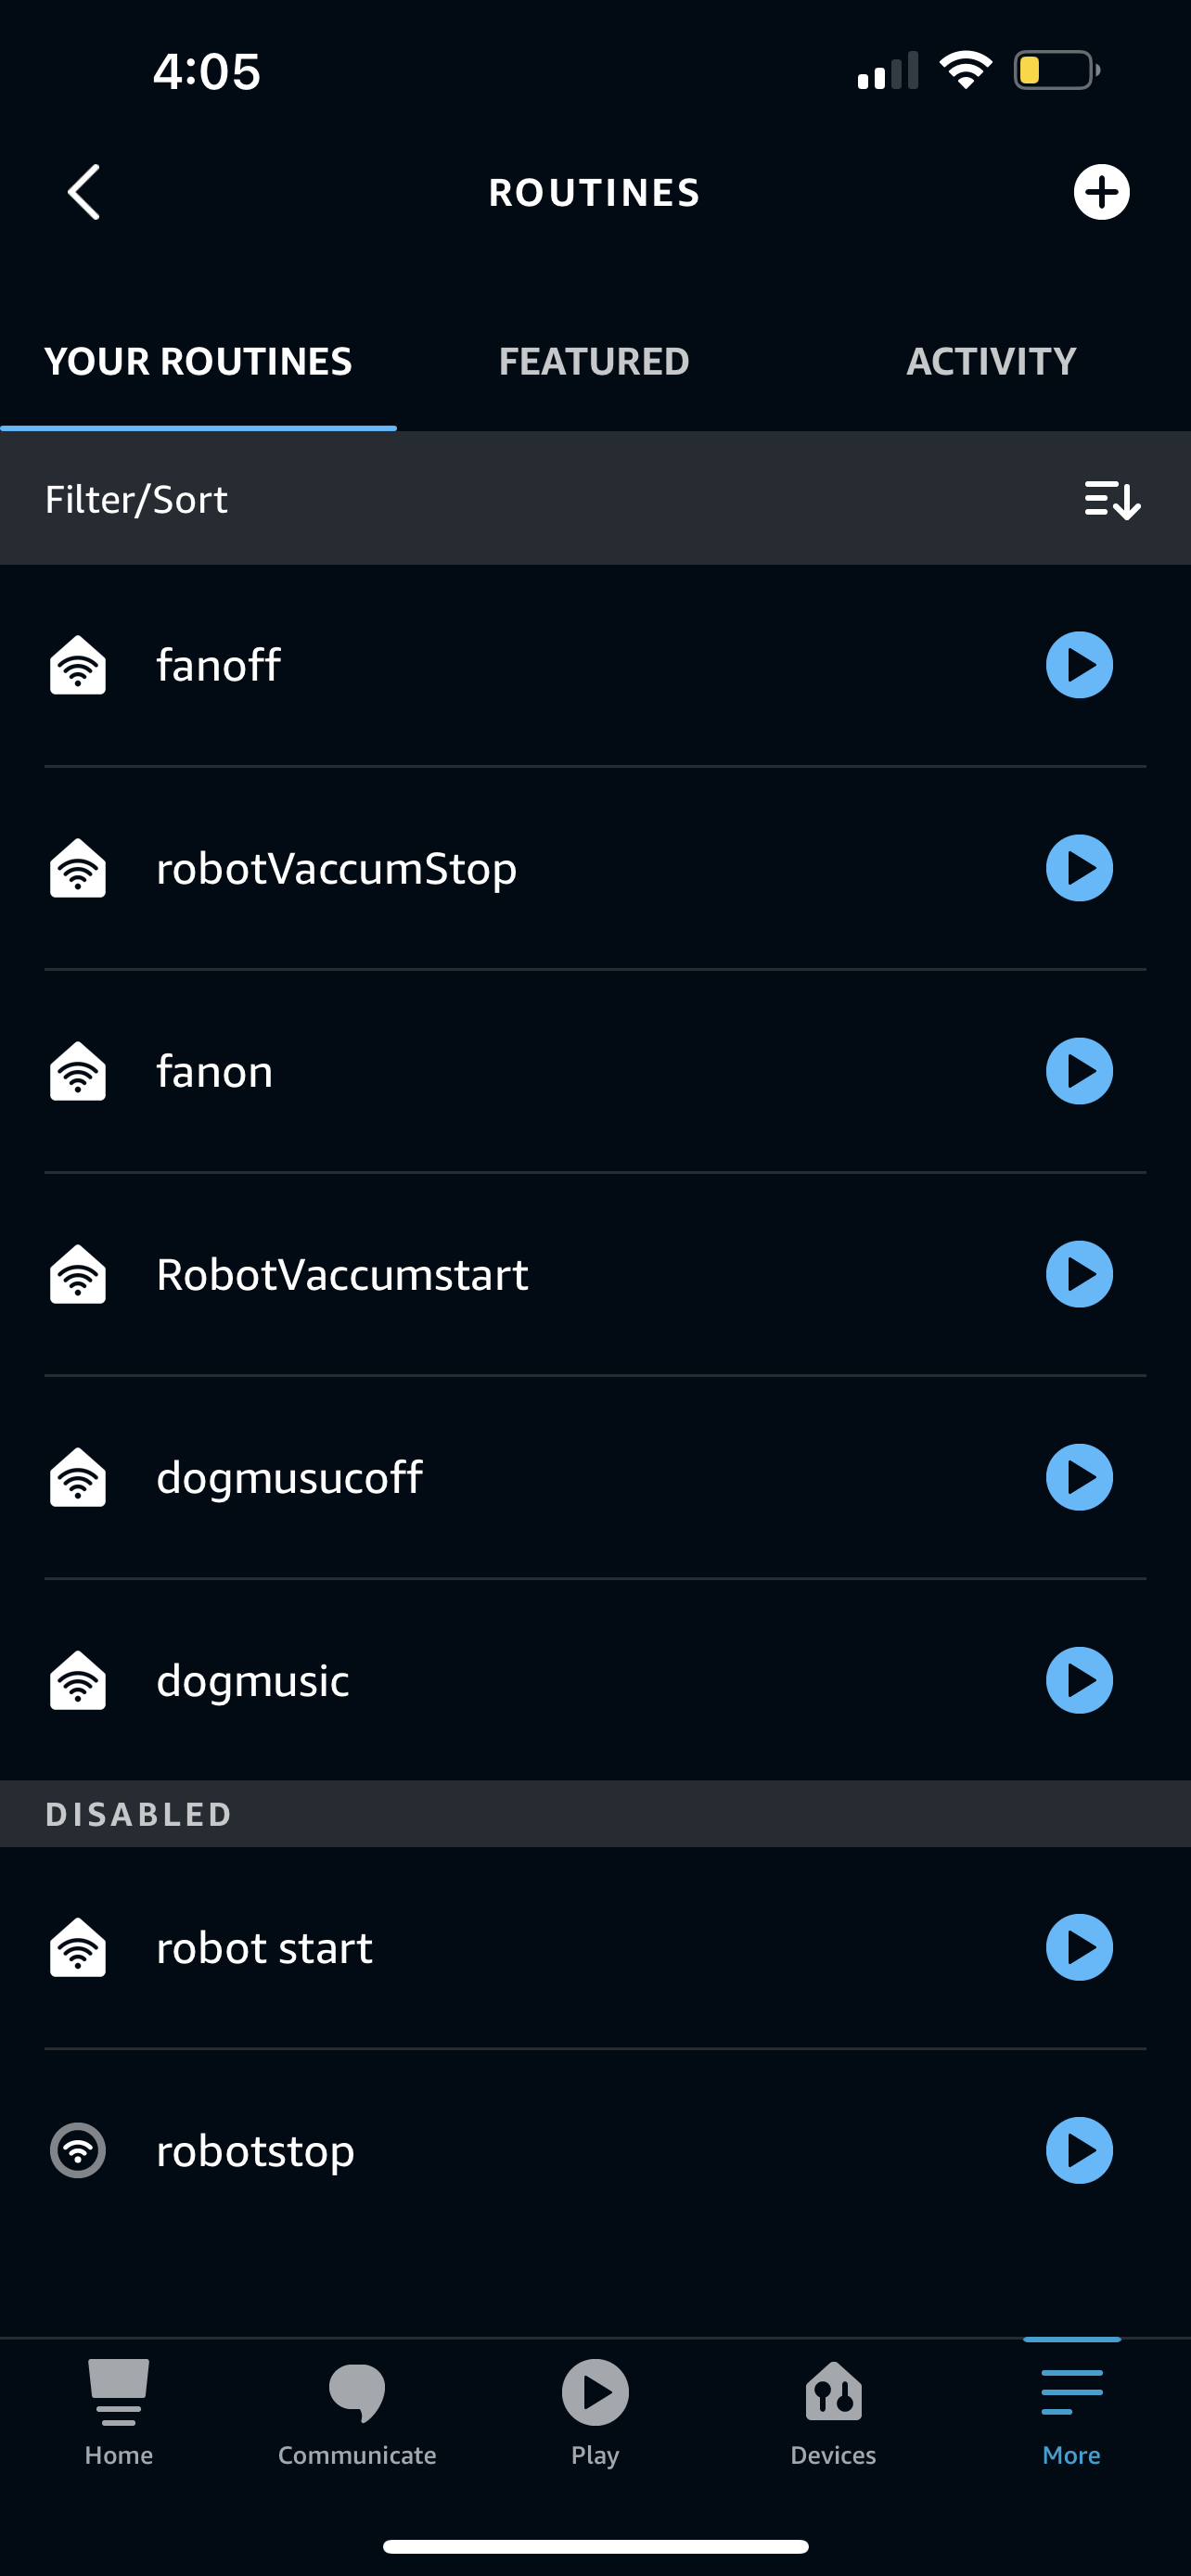 4:05
ROUTINES
YOUR ROUTINES
FEATURED
ACTIVITY
Filter/Sort
fanoff
robotVaccumStop
fanon
RobotVaccumstart
dogmusucoff
dogmusic
DISABLED
robot start
robotstop
Home
Communicate
Play
Devices
More